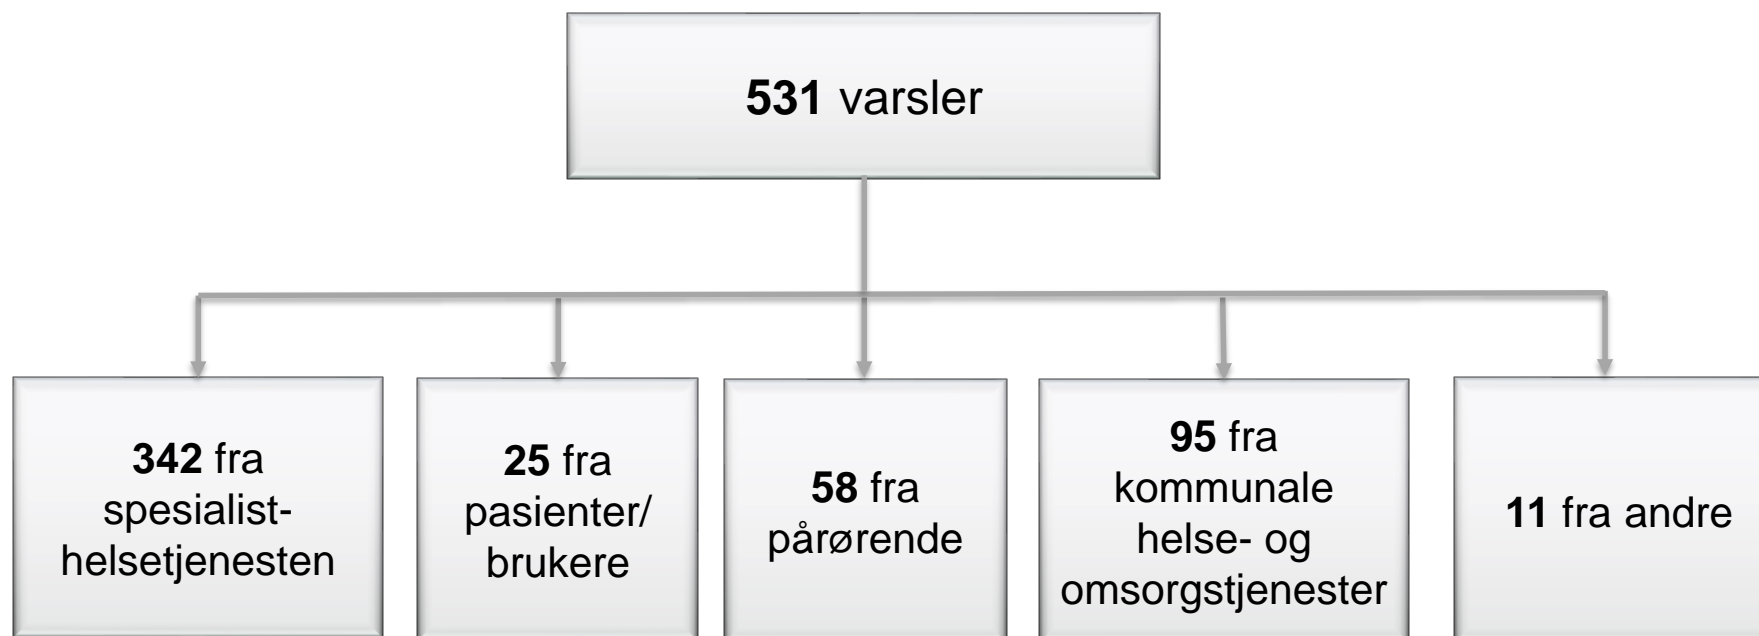 531 varsler
342 fra
spesialist-
helsetjenesten
25 fra
pasienter/
brukere
58 fra
pårørende
95 fra
kommunale
helse- og
omsorgstjenester
11 fra andre